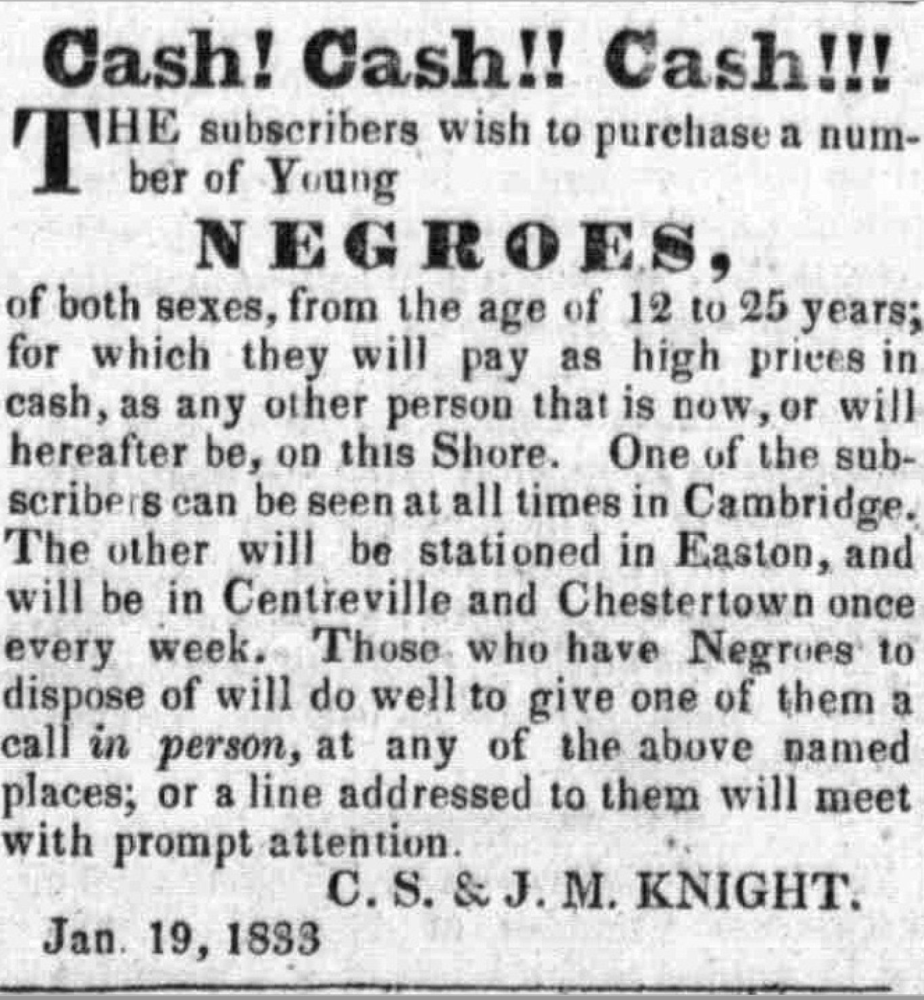 Cash! Cash!! Cash!!!
THE subscribers wish to purchase a num-
ber of Young
NEGROES,
of both sexes, from the age of 12 to 25 years;
for which they will pay as high prices in
cash, as any other person that is now, or will
hereafter be, on this Shore. One of the sub-
scribers can be seen at all times in Cambridge.
The other will be stationed in Easton, and
will be in Centreville and Chestertown once
every week. Those who have Negroes to
dispose of will do well to give one of them a
call in person, at any of the above named
places; or a line addressed to them will meet
with prompt attention.
C. S. & J. M. KNIGHT.
Jan. 19, 1833